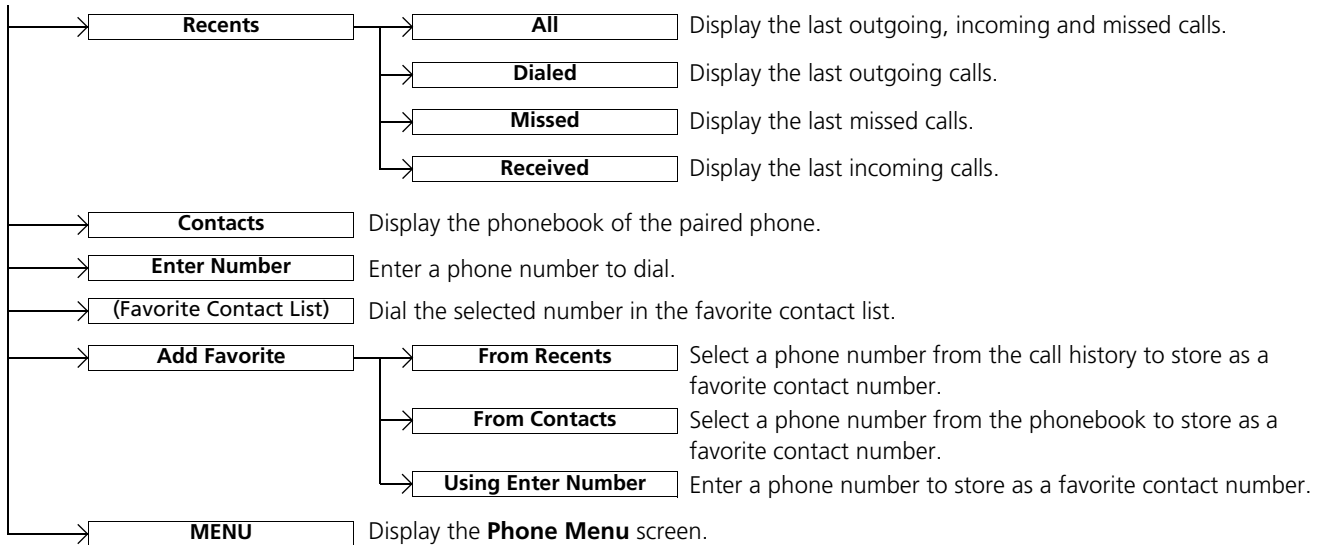 Recents
All
Display the last outgoing, incoming and missed calls.
Dialed
Display the last outgoing calls.
Missed
Display the last missed calls.
Received
Display the last incoming calls.
Contacts
Display the phonebook of the paired phone.
Enter Number
Enter a phone number to dial.
(Favorite Contact List)
Dial the selected number in the favorite contact list.
Add Favorite
From Recents
Select a phone number from the call history to store as a
favorite contact number.
From Contacts
Select a phone number from the phonebook to store as a
favorite contact number.
Using Enter Number
Enter a phone number to store as a favorite contact number.
MENU
Display the Phone Menu screen.